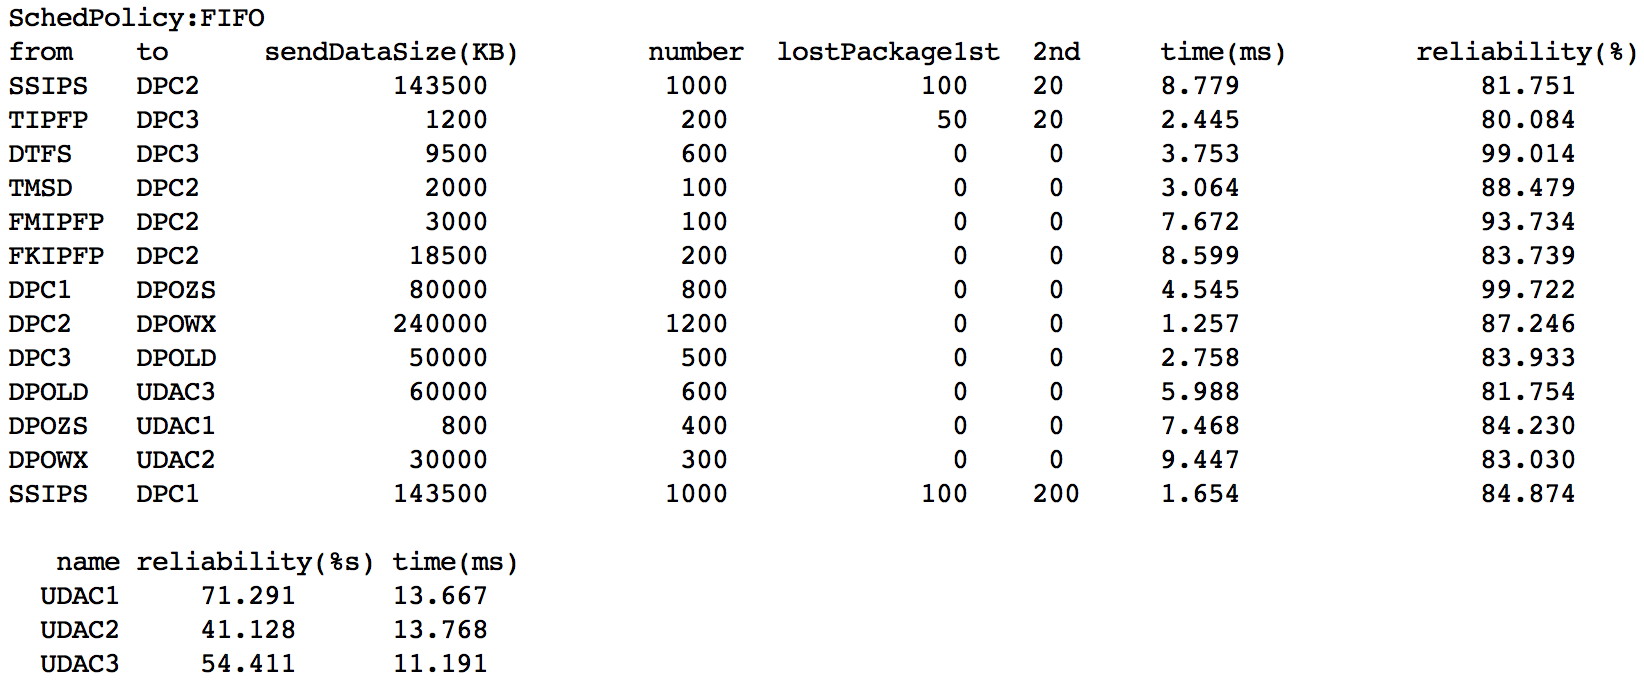 SchedPolicy:FIFO
from to sendDataSize(KB) number lostPackage1st 2nd time(ms) reliability(%)
SSIPS DPC2 143500 1000 100 20 8.779 81.751
TIPFP DPC3 1200 200 50 20 2.445 80.084
DTFS DPC3 9500 600 0 0 3.753 99.014
TMSD DPC2 2000 100 0 0 3.064 88.479
FMIPFP DPC2 3000 100 0 0 7.672 93.734
FKIPFP DPC2 18500 200 0 0 8.599 83.739
DPC1 DPOZS 80000 800 0 0 4.545 99.722
DPC2 DPOWX 240000 1200 0 0 1.257 87.246
DPC3 DPOLD 50000 500 0 0 2.758 83.933
DPOLD UDAC3 60000 600 0 0 5.988 81.754
DPOZS UDAC1 800 400 0 0 7.468 84.230
DPOWX UDAC2 30000 300 0 0 9.447 83.030
SSIPS DPC1 143500 1000 100 200 1.654 84.874
name reliability(%s) time(ms)
UDAC1 71.291 13.667
UDAC2 41.128 13.768
UDAC3 54.411 11.191